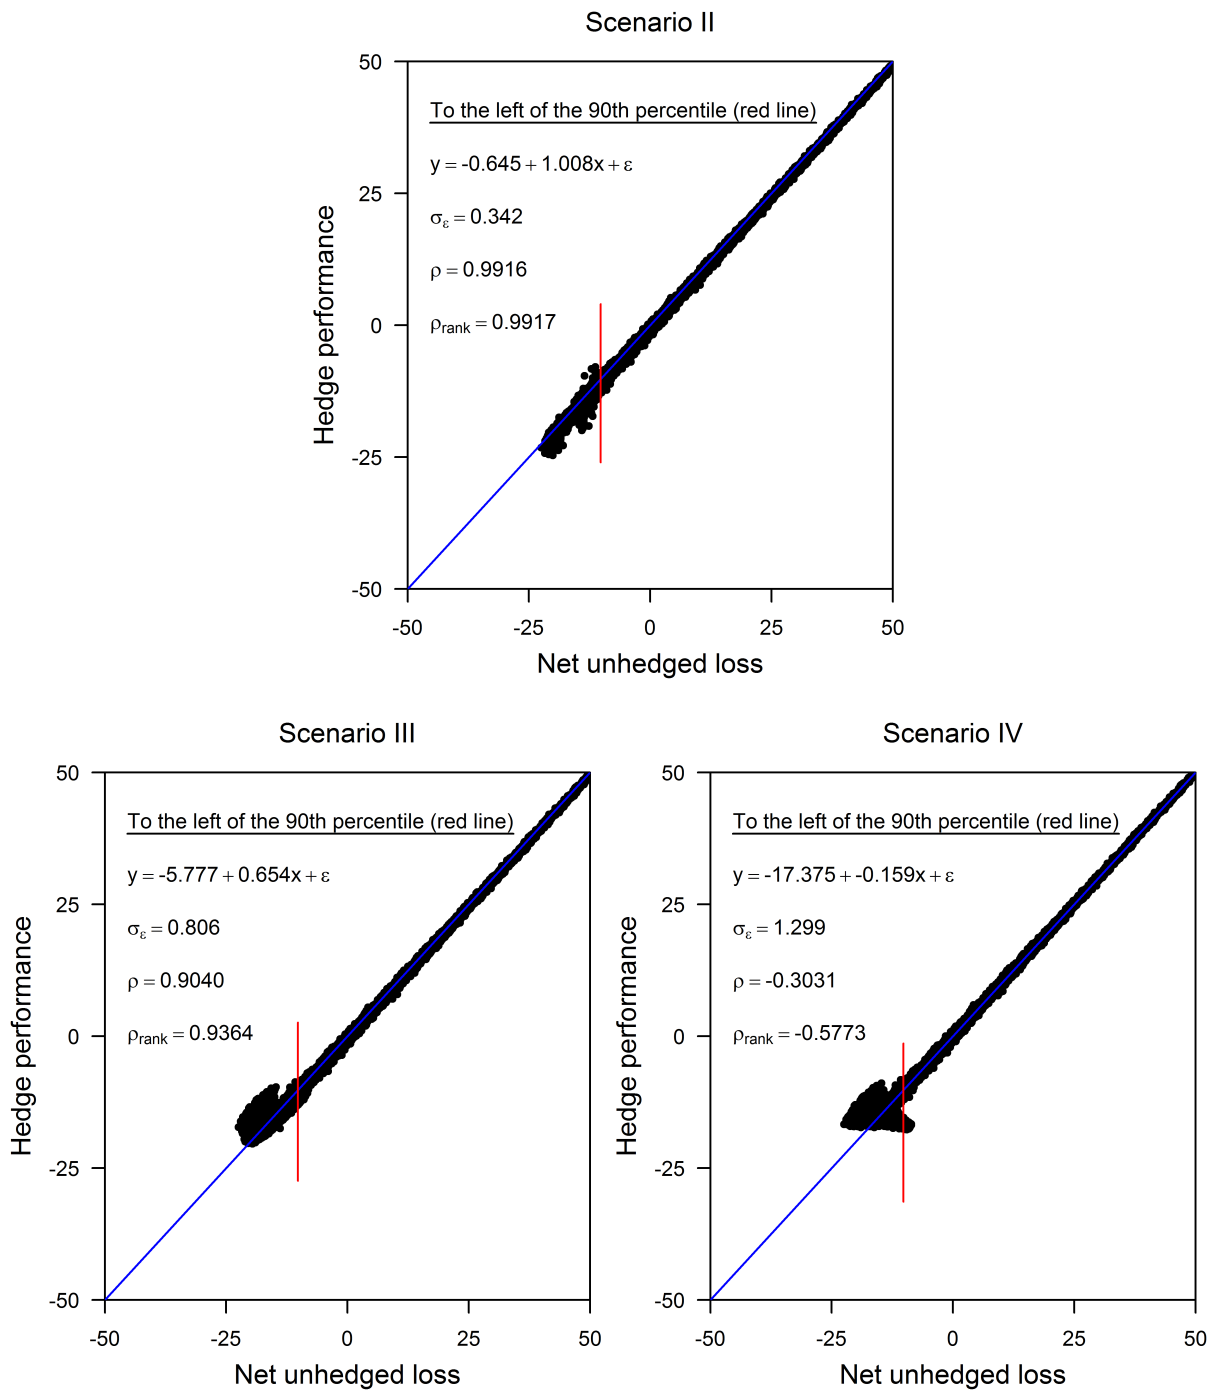 Scenario II
To the left of the 90th percentile (red line)
y = -0.645 + 1.008x + ε
σε = 0.342
ρ = 0.9916
ρrank = 0.9917
50
25
0
-25
-50
Hedge performance
-50 -25 0 25 50
Net unhedged loss
Scenario III
To the left of the 90th percentile (red line)
y = -5.777 + 0.654x + ε
σε = 0.806
ρ = 0.9040
ρrank = 0.9364
50
25
0
-25
-50
Hedge performance
-50 -25 0 25 50
Net unhedged loss
Scenario IV
To the left of the 90th percentile (red line)
y = -17.375 + -0.159x + ε
σε = 1.299
ρ = -0.3031
ρrank = -0.5773
50
25
0
-25
-50
Hedge performance
-50 -25 0 25 50
Net unhedged loss